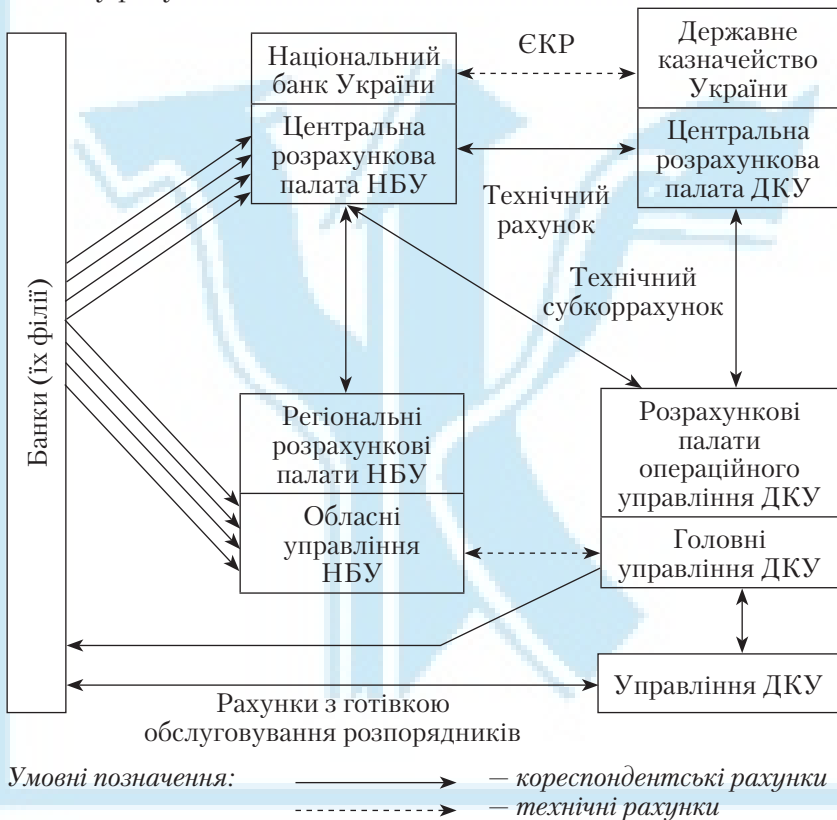 Національний
банк України
ЄКР
Державне
казначейство
України
Центральна
розрахункова
палата НБУ
Центральна
розрахункова
палата ДКУ
Технічний
рахунок
Технічний
субкоррахунок
Банки (їх філії)
Регіональні
розрахункові
палати НБУ
Обласні
управління
НБУ
Розрахункові
палати
операційного
управління ДКУ
Головні
управління ДКУ
Управління ДКУ
Рахунки з готівкою
обслуговування розпорядників
Умовні позначення: — кореспондентські рахунки
— технічні рахунки